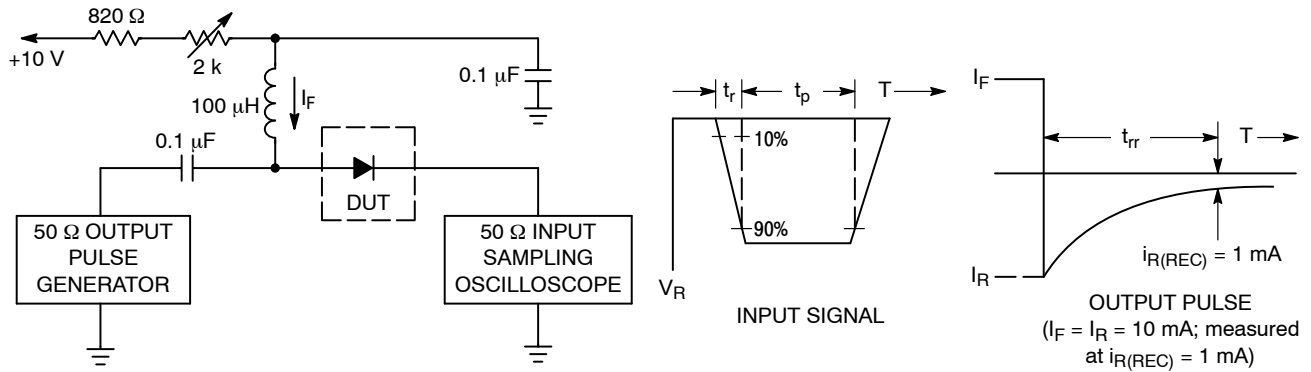 820 Ω
+10 V
2 k
100 μH
I_F
0.1 μF
0.1 μF
DUT
50 Ω OUTPUT
PULSE
GENERATOR
50 Ω INPUT
SAMPLING
OSCILLOSCOPE
t_r
t_p
T
10%
90%
V_R
INPUT SIGNAL
I_F
t_rr
T
I_R
i_R(REC) = 1 mA
OUTPUT PULSE
(I_F = I_R = 10 mA; measured
at i_R(REC) = 1 mA)